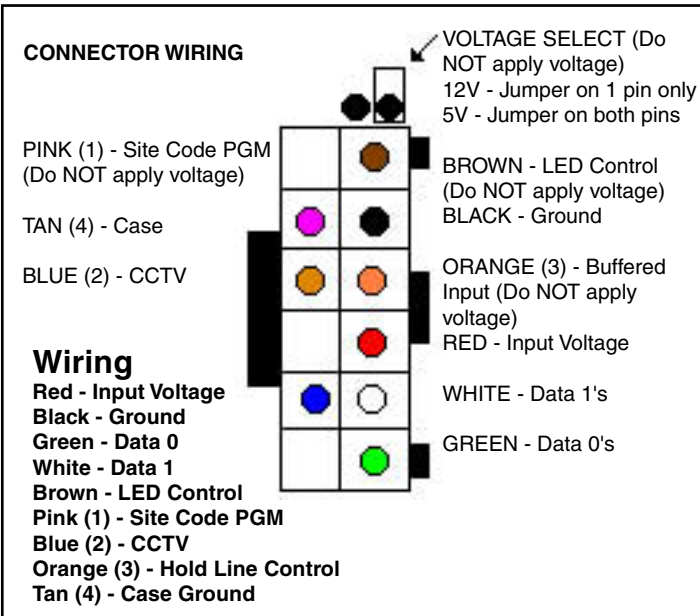 CONNECTOR WIRING
VOLTAGE SELECT (Do
NOT apply voltage)
12V - Jumper on 1 pin only
5V - Jumper on both pins
PINK (1) - Site Code PGM
(Do NOT apply voltage)
TAN (4) - Case
BLUE (2) - CCTV
BROWN - LED Control
(Do NOT apply voltage)
BLACK - Ground
ORANGE (3) - Buffered
Input (Do NOT apply
voltage)
RED - Input Voltage
WHITE - Data 1's
GREEN - Data 0's
Wiring
Red - Input Voltage
Black - Ground
Green - Data 0
White - Data 1
Brown - LED Control
Pink (1) - Site Code PGM
Blue (2) - CCTV
Orange (3) - Hold Line Control
Tan (4) - Case Ground